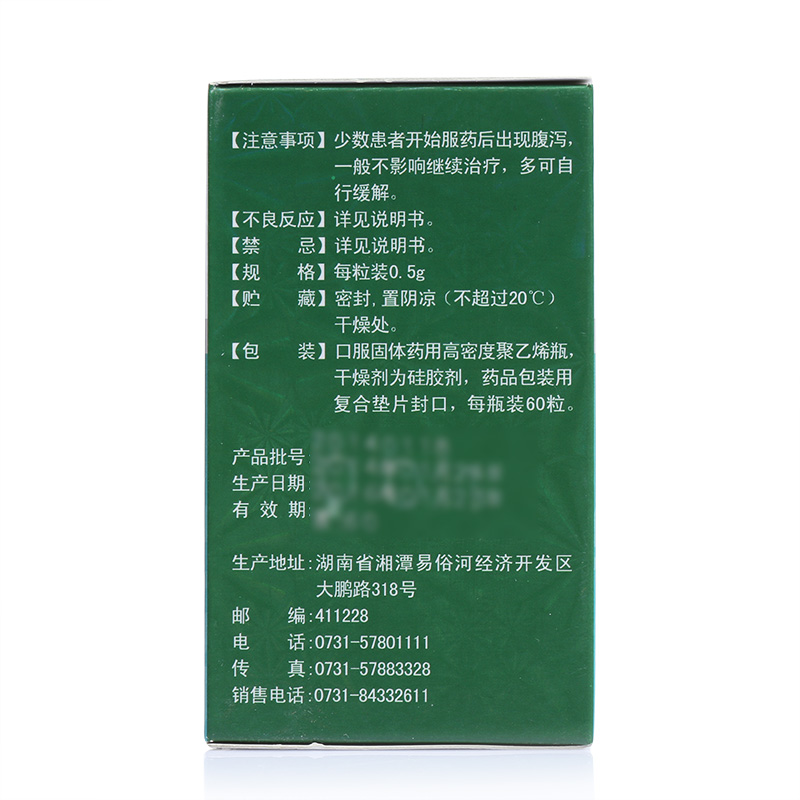 【注意事项】少数患者开始服药后出现腹泻,
一般不影响继续治疗, 多可自
行缓解。
【不良反应】详见说明书。
【禁 忌】详见说明书。
【规 格】每粒装0.5g
【贮 藏】密封, 置阴凉（不超过20℃）
干燥处。
【包 装】口服固体药用高密度聚乙烯瓶,
干燥剂为硅胶剂, 药品包装用
复合垫片封口, 每瓶装60粒。
产品批号:
生产日期:
有 效 期:
生产地址:湖南省湘潭易俗河经济开发区
大鹏路318号
邮 编:411228
电 话:0731-57801111
传 真:0731-57883328
销售电话:0731-84332611